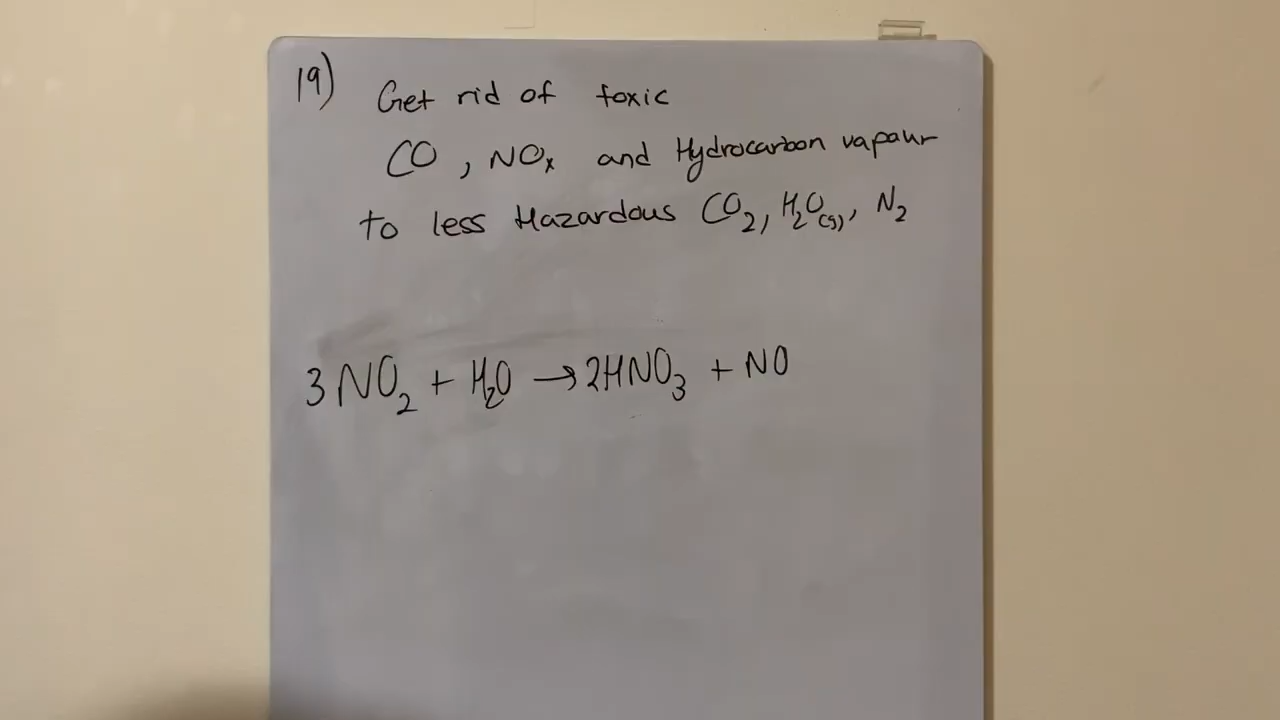 19) Get rid of toxic
CO, NOₓ and Hydrocarbon vapour
to less Hazardous CO₂, H₂O₍g₎, N₂
3NO₂ + H₂O → 2HNO₃ + NO